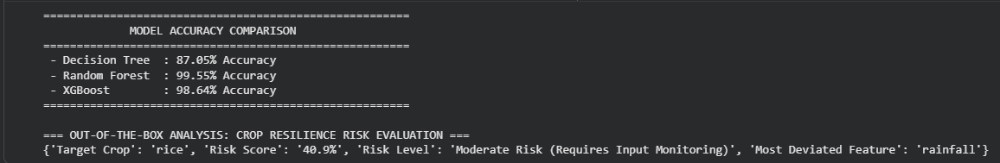 =======================================================
MODEL ACCURACY COMPARISON
=======================================================
- Decision Tree  : 87.05% Accuracy
- Random Forest  : 99.55% Accuracy
- XGBoost        : 98.64% Accuracy
=======================================================
=== OUT-OF-THE-BOX ANALYSIS: CROP RESILIENCE RISK EVALUATION ===
{'Target Crop': 'rice', 'Risk Score': '40.9%', 'Risk Level': 'Moderate Risk (Requires Input Monitoring)', 'Most Deviated Feature': 'rainfall'}